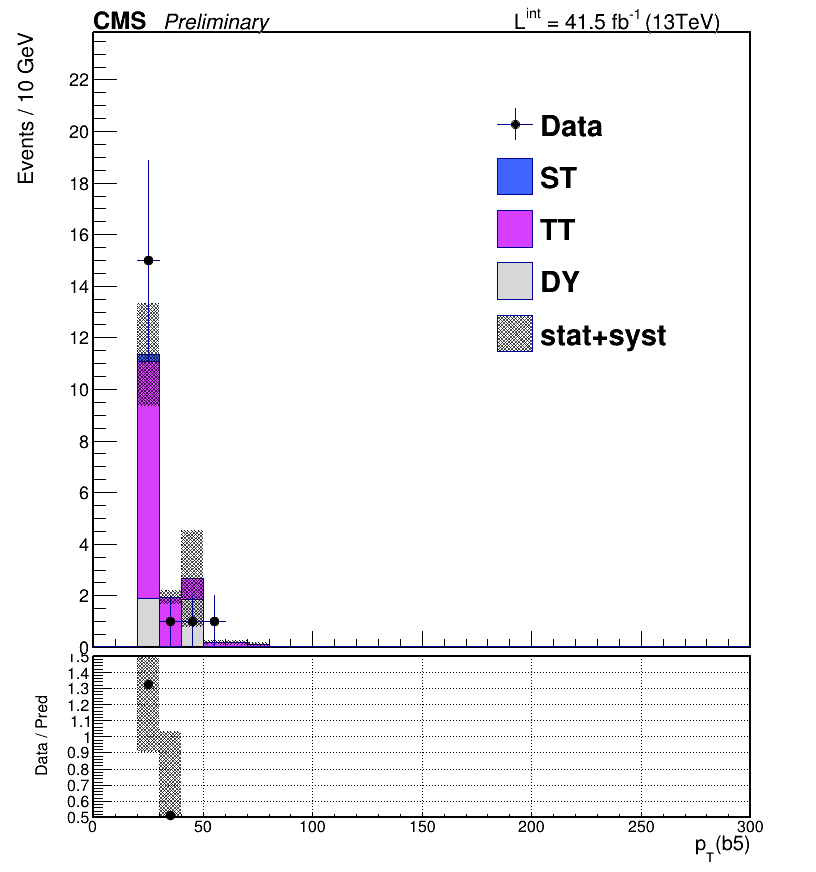 CMS Preliminary L^int = 41.5 fb^-1 (13TeV)
Events / 10 GeV
22
20
18
16
14
12
10
8
6
4
2
0
Data
ST
TT
DY
stat+syst
Data / Pred
1.5
1.4
1.3
1.2
1.1
1
0.9
0.8
0.7
0.6
0.5
0 50 100 150 200 250 300
p_T(b5)